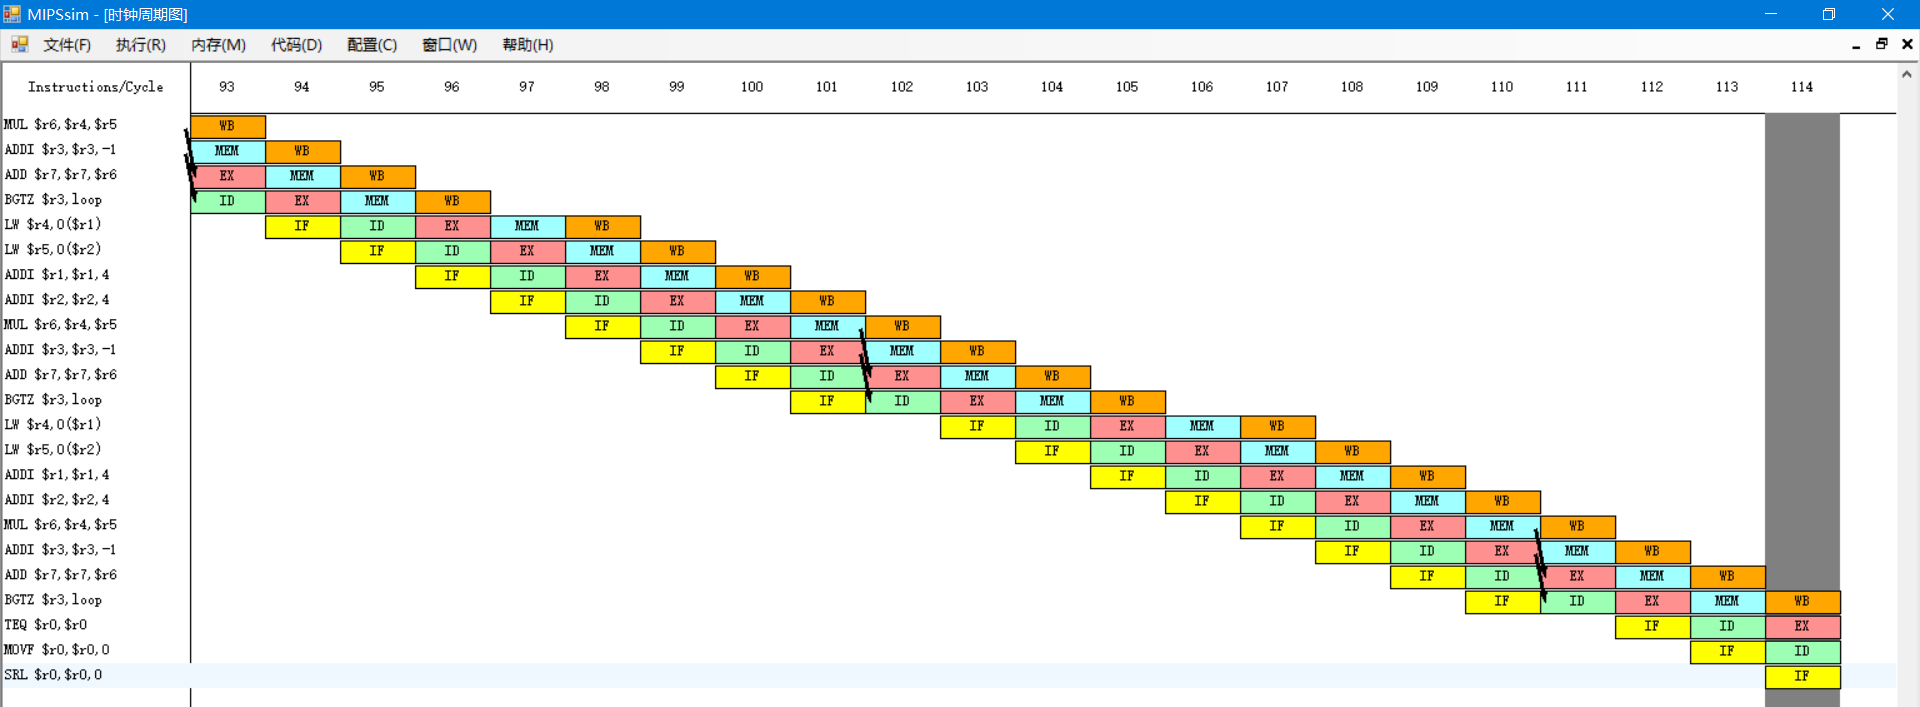 MIPSsim - [时钟周期图]
文件(F) 执行(R) 内存(M) 代码(D) 配置(C) 窗口(W) 帮助(H)
Instructions/Cycle 93 94 95 96 97 98 99 100 101 102 103 104 105 106 107 108 109 110 111 112 113 114
MUL $r6,$r4,$r5 WB
ADDI $r3,$r3,-1 MEM WB
ADD $r7,$r7,$r6 EX MEM WB
BGTZ $r3,loop ID EX MEM WB
LW $r4,0($r1) IF ID EX MEM WB
LW $r5,0($r2) IF ID EX MEM WB
ADDI $r1,$r1,4 IF ID EX MEM WB
ADDI $r2,$r2,4 IF ID EX MEM WB
MUL $r6,$r4,$r5 IF ID EX MEM WB
ADDI $r3,$r3,-1 IF ID EX MEM WB
ADD $r7,$r7,$r6 IF ID EX MEM WB
BGTZ $r3,loop IF ID EX MEM WB
LW $r4,0($r1) IF ID EX MEM WB
LW $r5,0($r2) IF ID EX MEM WB
ADDI $r1,$r1,4 IF ID EX MEM WB
ADDI $r2,$r2,4 IF ID EX MEM WB
MUL $r6,$r4,$r5 IF ID EX MEM WB
ADDI $r3,$r3,-1 IF ID EX MEM WB
ADD $r7,$r7,$r6 IF ID EX MEM WB
BGTZ $r3,loop IF ID EX MEM WB
TEQ $r0,$r0 IF ID EX
MOVF $r0,$r0,0 IF ID
SRL $r0,$r0,0 IF